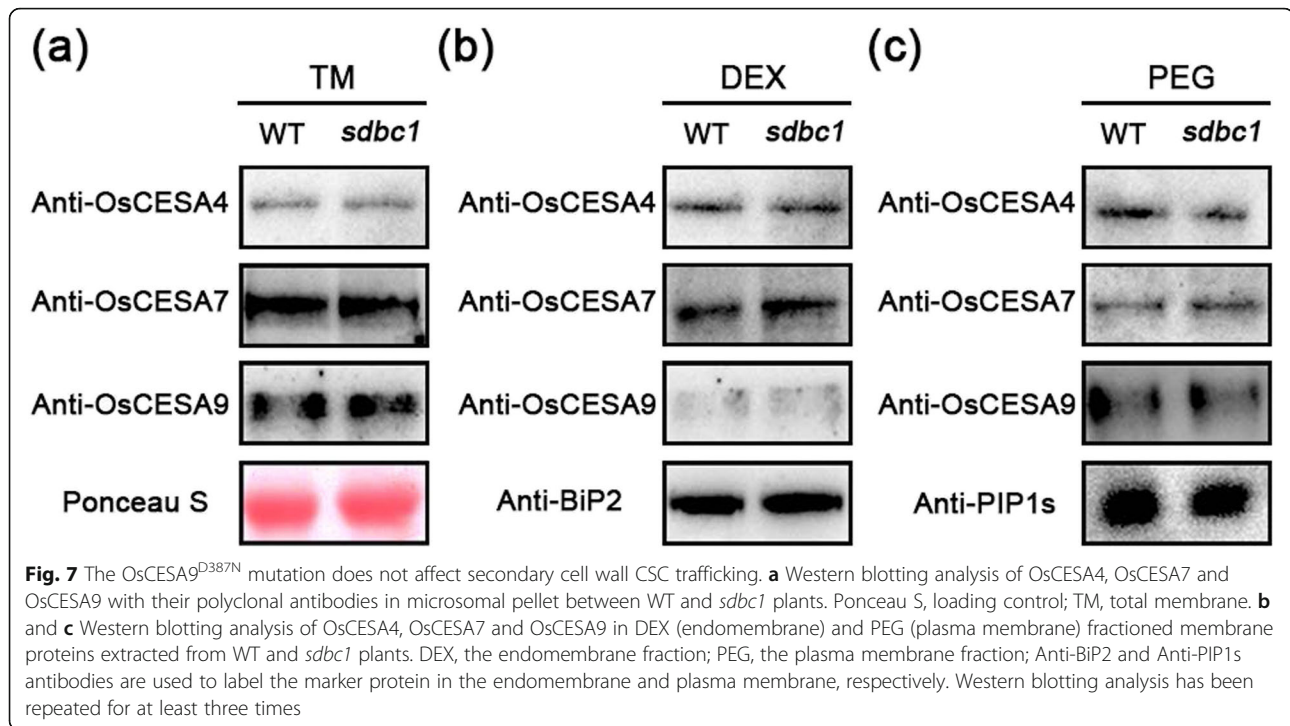 (a)
TM
WT sdbc1
Anti-OsCESA4
Anti-OsCESA7
Anti-OsCESA9
Ponceau S
(b)
DEX
WT sdbc1
Anti-OsCESA4
Anti-OsCESA7
Anti-OsCESA9
Anti-BiP2
(c)
PEG
WT sdbc1
Anti-OsCESA4
Anti-OsCESA7
Anti-OsCESA9
Anti-PIP1s
Fig. 7 The OsCESA9D387N mutation does not affect secondary cell wall CSC trafficking. a Western blotting analysis of OsCESA4, OsCESA7 and
OsCESA9 with their polyclonal antibodies in microsomal pellet between WT and sdbc1 plants. Ponceau S, loading control; TM, total membrane. b
and c Western blotting analysis of OsCESA4, OsCESA7 and OsCESA9 in DEX (endomembrane) and PEG (plasma membrane) fractioned membrane
proteins extracted from WT and sdbc1 plants. DEX, the endomembrane fraction; PEG, the plasma membrane fraction; Anti-BiP2 and Anti-PIP1s
antibodies are used to label the marker protein in the endomembrane and plasma membrane, respectively. Western blotting analysis has been
repeated for at least three times